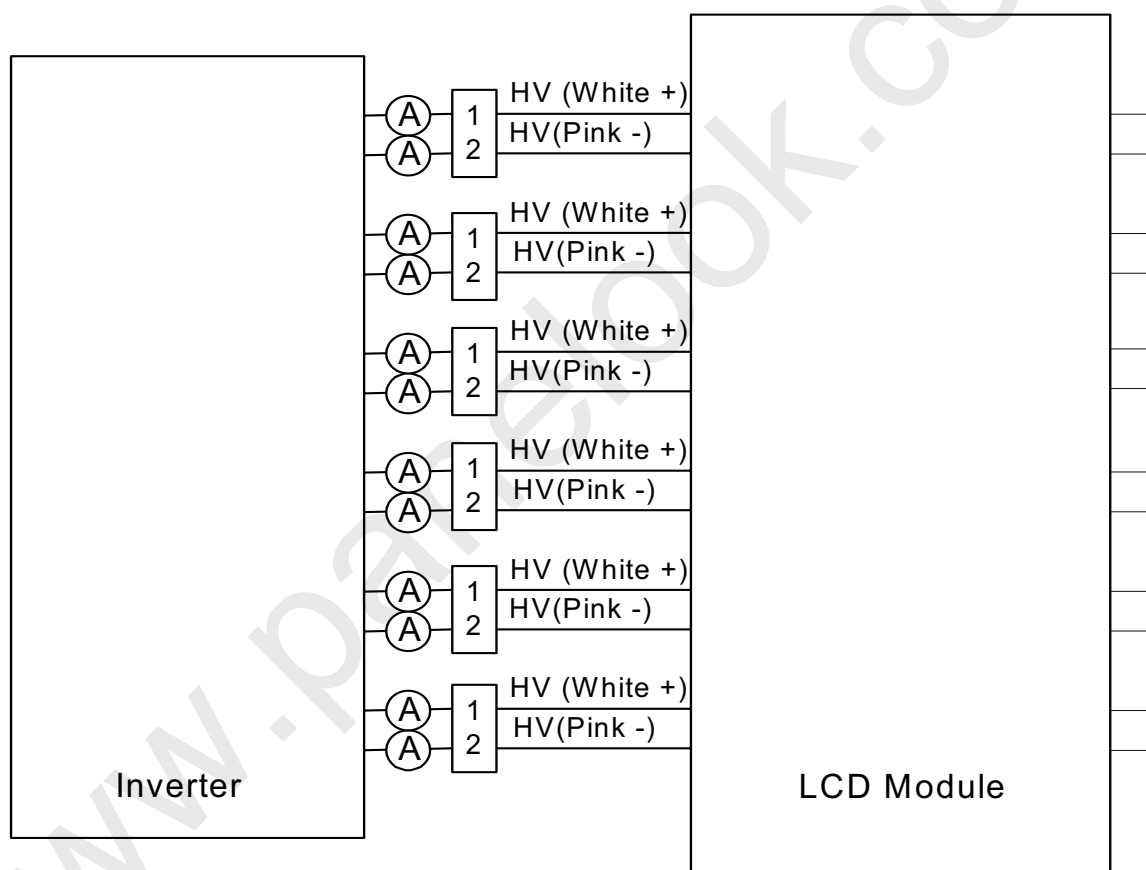 HV (White +)
A 1
HV(Pink -)
A 2
HV (White +)
A 1
HV(Pink -)
A 2
HV (White +)
A 1
HV(Pink -)
A 2
HV (White +)
A 1
HV(Pink -)
A 2
HV (White +)
A 1
HV(Pink -)
A 2
HV (White +)
A 1
HV(Pink -)
A 2
Inverter
LCD Module
www.panelook.co